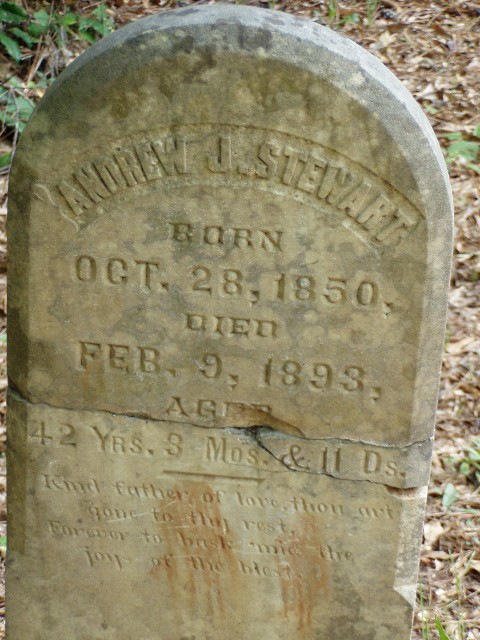 ANDREW J. STEWART
BORN
OCT. 28, 1850,
DIED
FEB. 9, 1893,
AGED
42 YRS. 3 MOS. & 11 DS.
Kind father of love, thou art
gone to thy rest,
Forever to bask mid the
joys of the blest.